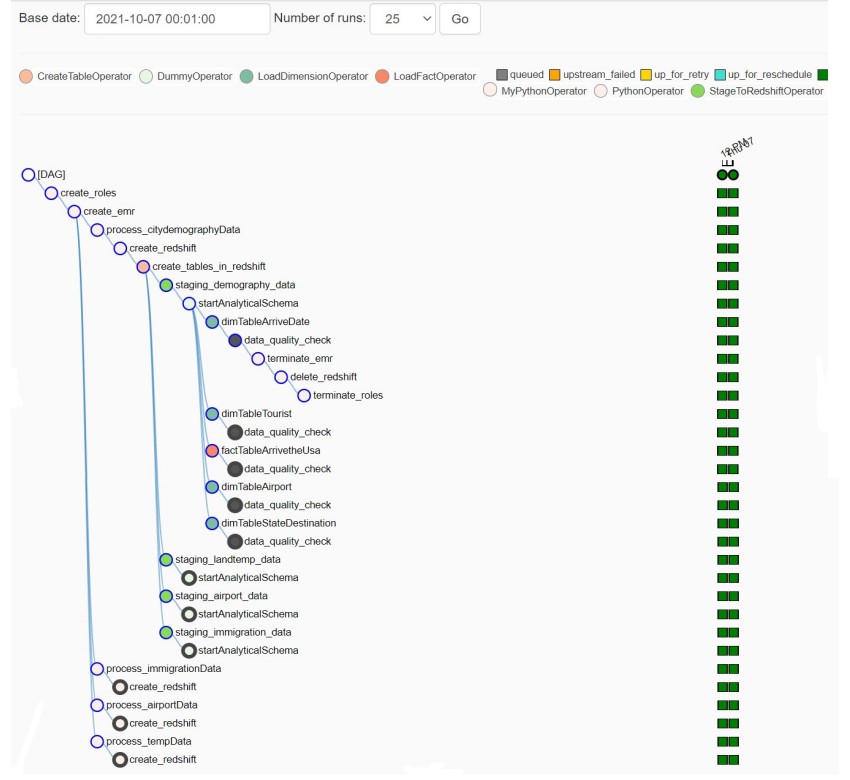 Base date: 2021-10-07 00:01:00 Number of runs: 25 Go
CreateTableOperator DummyOperator LoadDimensionOperator LoadFactOperator queued upstream_failed up_for_retry up_for_reschedule
MyPythonOperator PythonOperator StageToRedshiftOperator
[DAG]
create_roles
create_emr
process_citydemographyData
create_redshift
create_tables_in_redshift
staging_demography_data
startAnalyticalSchema
dimTableArriveDate
data_quality_check
terminate_emr
delete_redshift
terminate_roles
dimTableTourist
data_quality_check
factTableArrivetheUsa
data_quality_check
dimTableAirport
data_quality_check
dimTableStateDestination
data_quality_check
staging_landtemp_data
startAnalyticalSchema
staging_airport_data
startAnalyticalSchema
staging_immigration_data
startAnalyticalSchema
process_immigrationData
create_redshift
process_airportData
create_redshift
process_tempData
create_redshift